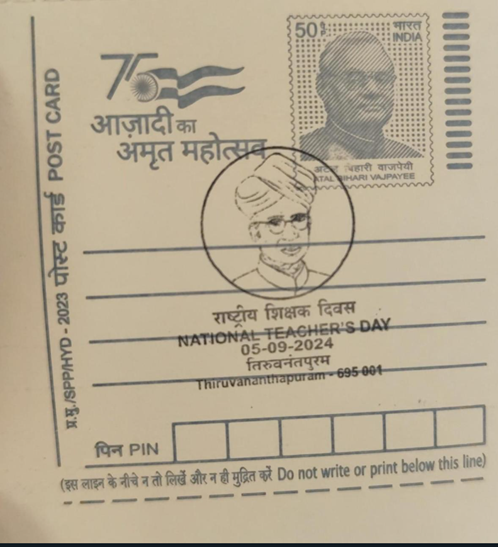 प्र.मु./SPP/HYD - 2023 पोस्ट कार्ड POST CARD
75
आज़ादी का
अमृत महोत्सव
50
भारत
INDIA
अटल बिहारी वाजपेयी
ATAL BIHARI VAJPAYEE
राष्ट्रीय शिक्षक दिवस
NATIONAL TEACHER'S DAY
05-09-2024
तिरुवनंतपुरम
Thiruvananthapuram - 695 001
पिन PIN
(इस लाइन के नीचे न तो लिखें और न ही मुद्रित करें Do not write or print below this line)